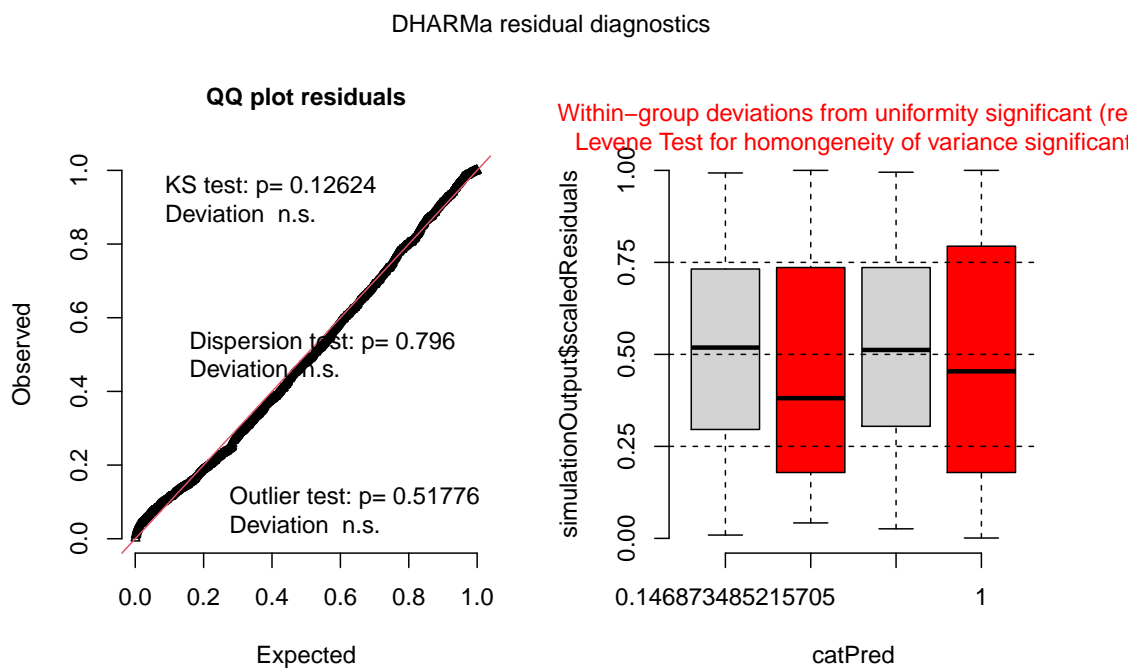 DHARMa residual diagnostics
QQ plot residuals
KS test: p= 0.12624
Deviation n.s.
Dispersion test: p= 0.796
Deviation n.s.
Outlier test: p= 0.51776
Deviation n.s.
Observed
0.0 0.2 0.4 0.6 0.8 1.0
0.0 0.2 0.4 0.6 0.8 1.0
Expected
Within−group deviations from uniformity significant (re
Levene Test for homongeneity of variance significant
simulationOutput$scaledResiduals
0.00 0.25 0.50 0.75 1.00
0.146873485215705 1
catPred